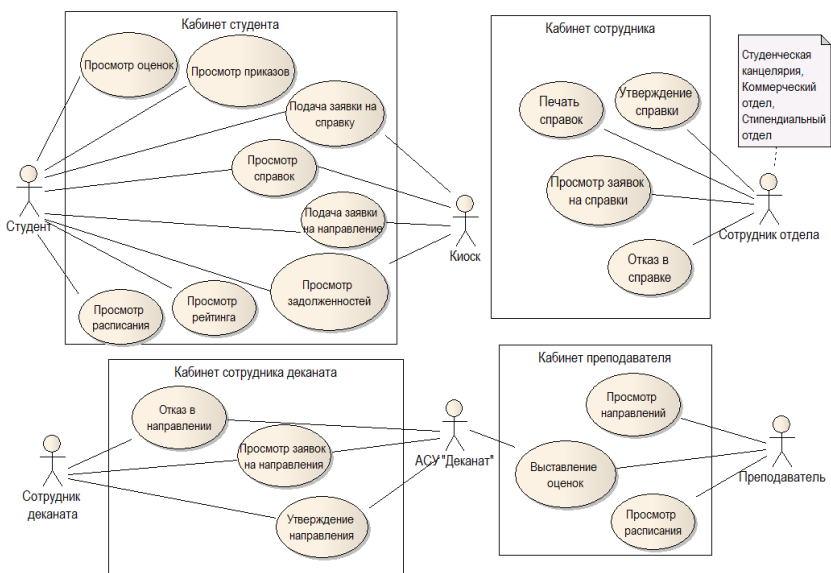 Кабинет студента
Просмотр оценок
Просмотр приказов
Подача заявки на
справку
Просмотр
справок
Подача заявки
на направление
Просмотр
задолженностей
Просмотр
рейтинга
Просмотр
расписания
Студент
Киоск
Кабинет сотрудника
Печать
справок
Утверждение
справки
Просмотр заявок
на справки
Отказ в
справке
Сотрудник отдела
Студенческая
канцелярия,
Коммерческий
отдел,
Стипендиальный
отдел
Кабинет сотрудника деканата
Отказ в
направлении
Просмотр заявок
на направления
Утверждение
направления
Сотрудник
деканата
АСУ "Деканат"
Кабинет преподавателя
Просмотр
направлений
Выставление
оценок
Просмотр
расписания
Преподаватель